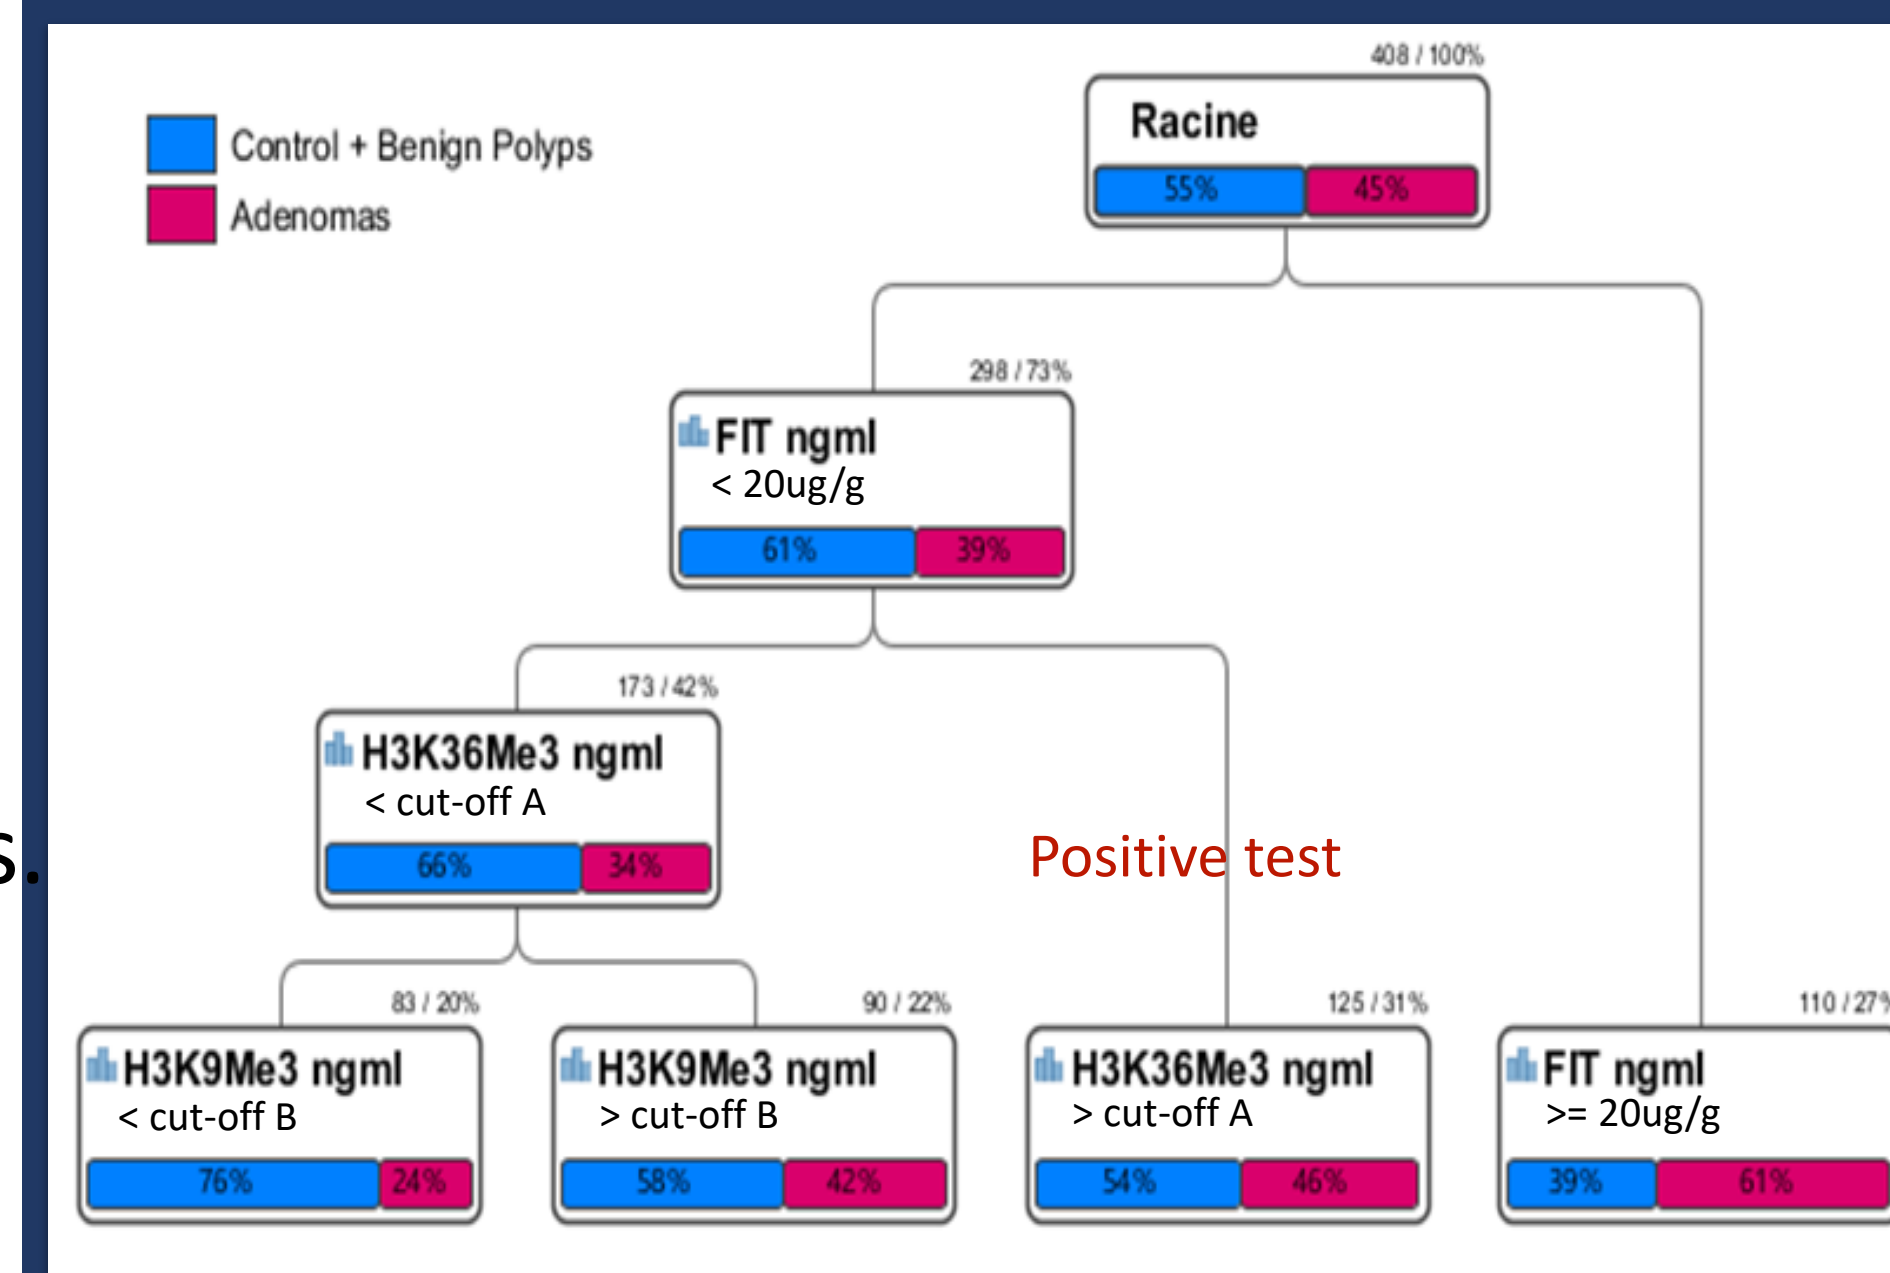 408 / 100%
Racine
55% 45%
Control + Benign Polyps
Adenomas
298 / 73%
FIT ngml
< 20ug/g
61% 39%
173 / 42%
H3K36Me3 ngml
< cut-off A
66% 34%
s.
Positive test
83 / 20%
H3K9Me3 ngml
< cut-off B
76% 24%
90 / 22%
H3K9Me3 ngml
> cut-off B
58% 42%
125 / 31%
H3K36Me3 ngml
> cut-off A
54% 46%
110 / 27%
FIT ngml
>= 20ug/g
39% 61%